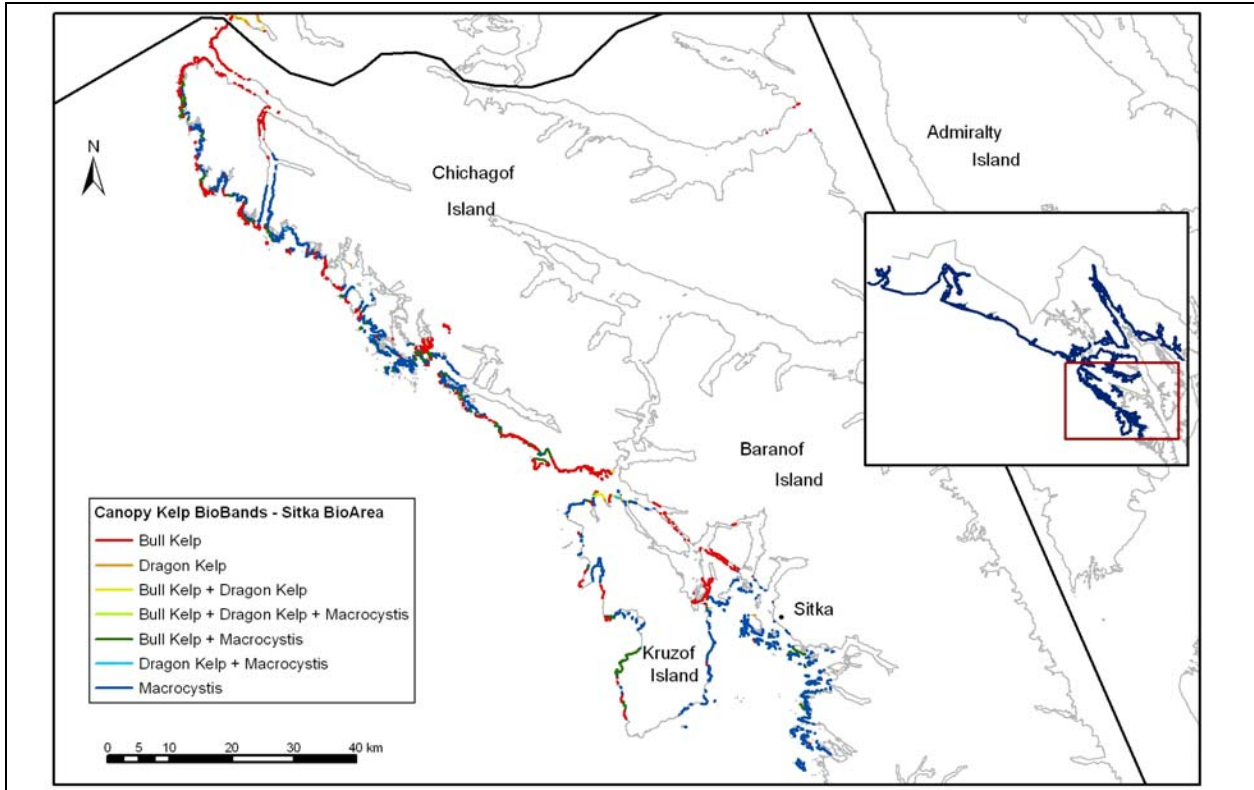 N
Chichagof
Island
Admiralty
Island
Baranof
Island
Sitka
Kruzof
Island
Canopy Kelp BioBands - Sitka BioArea
Bull Kelp
Dragon Kelp
Bull Kelp + Dragon Kelp
Bull Kelp + Dragon Kelp + Macrocystis
Bull Kelp + Macrocystis
Dragon Kelp + Macrocystis
Macrocystis
0 5 10 20 30 40 km